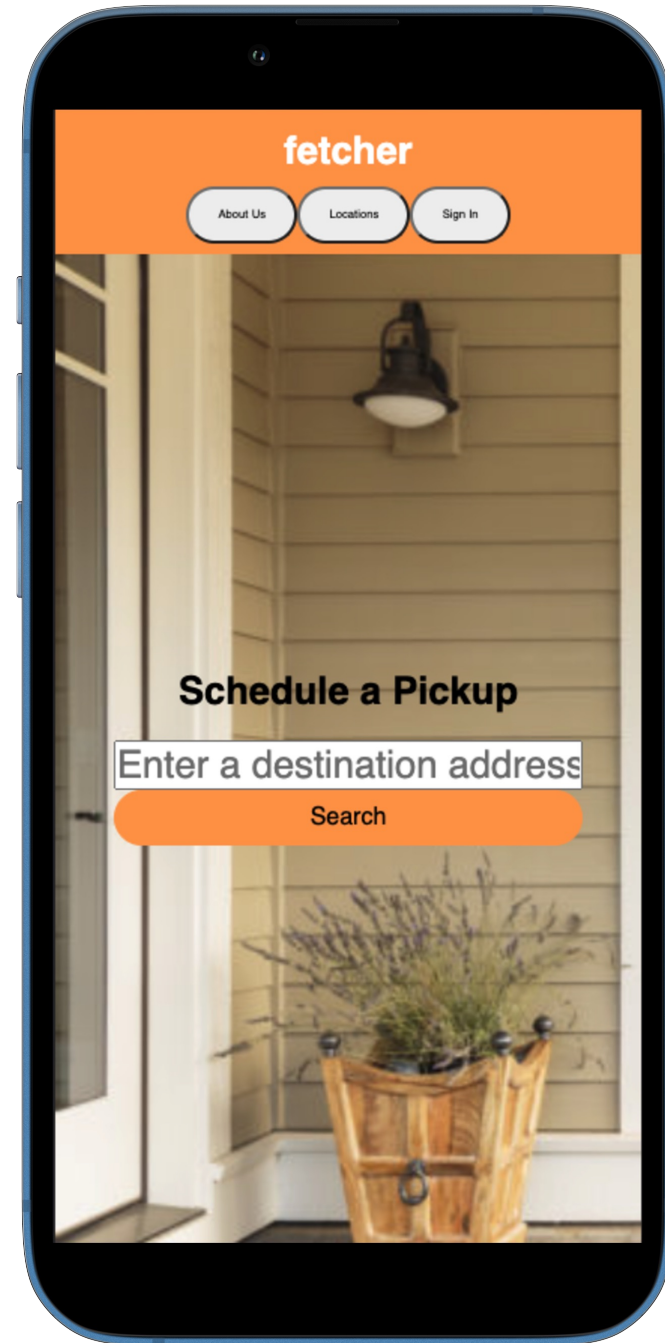 fetcher
About Us Locations Sign In
Schedule a Pickup
Enter a destination address
Search